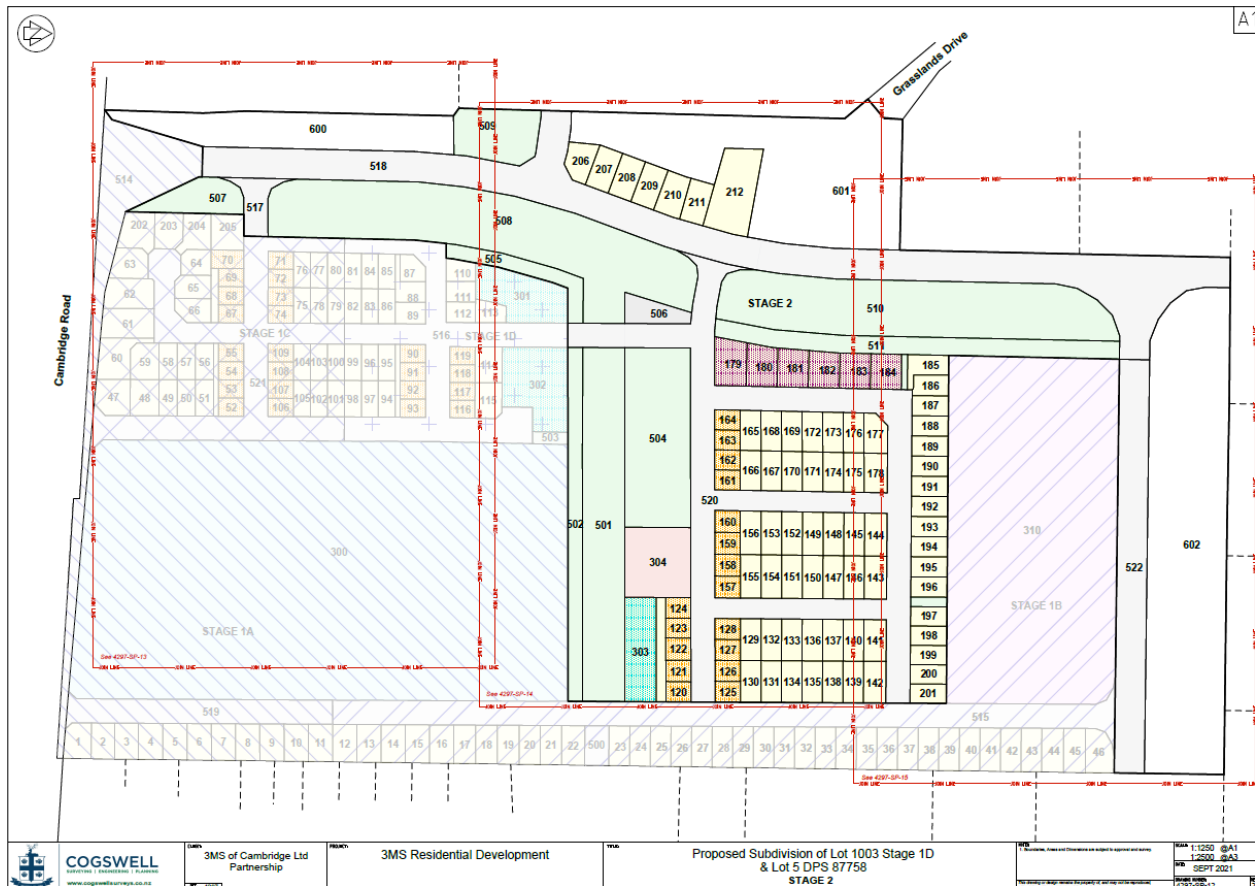 A1
Grasslands Drive
Cambridge Road
600
509
518
514
507
517
508
505
206
207
208
209
210
211
212
601
202 203 204 205
63
64
62
65
61
66
70
69
68
67
71
72
73
74
76 77 80 81 84 85 87
75 78 79 82 83 86
88
89
110
111
112
113
301
506
STAGE 2
510
511
STAGE 1C
516
STAGE 1D
60
59 58 57 56
47 48 49 50 51
55
54
53
52
521
109
108
107
106
104 103 100 99 96 95
105 102 101 98 97 94
90
91
92
93
119
118
117
116
115
302
503
179 180 181 182 183 184
185
186
187
188
189
190
191
192
193
194
195
196
197
198
199
200
201
504
164
163
162
161
165 168 169 172 173 176 177
166 167 170 171 174 175 178
520
502
501
160
159
158
157
156 153 152 149 148 145 144
155 154 151 150 147 146 143
304
303
124
123
122
121
120
128
127
126
125
129 132 133 136 137 140 141
130 131 134 135 138 139 142
300
STAGE 1A
310
STAGE 1B
522
602
See 4297-SP-13
See 4297-SP-14
See 4297-SP-15
519
515
1 2 3 4 5 6 7 8 9 10 11 12 13 14 15 16 17 18 19 20 21 22 500 23 24 25 26 27 28 29 30 31 32 33 34 35 36 37 38 39 40 41 42 43 44 45 46
COGSWELL
SURVEYING | ENGINEERING | PLANNING
www.cogswellsurveys.co.nz
3MS of Cambridge Ltd
Partnership
3MS Residential Development
Proposed Subdivision of Lot 1003 Stage 1D
& Lot 5 DPS 87758
STAGE 2
1:1250 @A1
1:2500 @A3
SEPT 2021